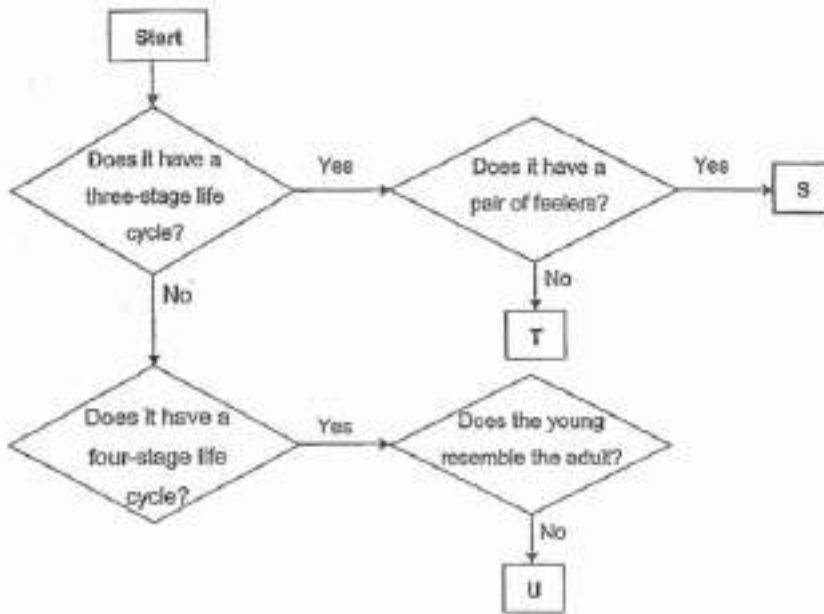 Start
Does it have a
three-stage life
cycle?
Yes
Does it have a
pair of feelers?
Yes
S
No
No
T
Does it have a
four-stage life
cycle?
Yes
Does the young
resemble the adult?
No
U